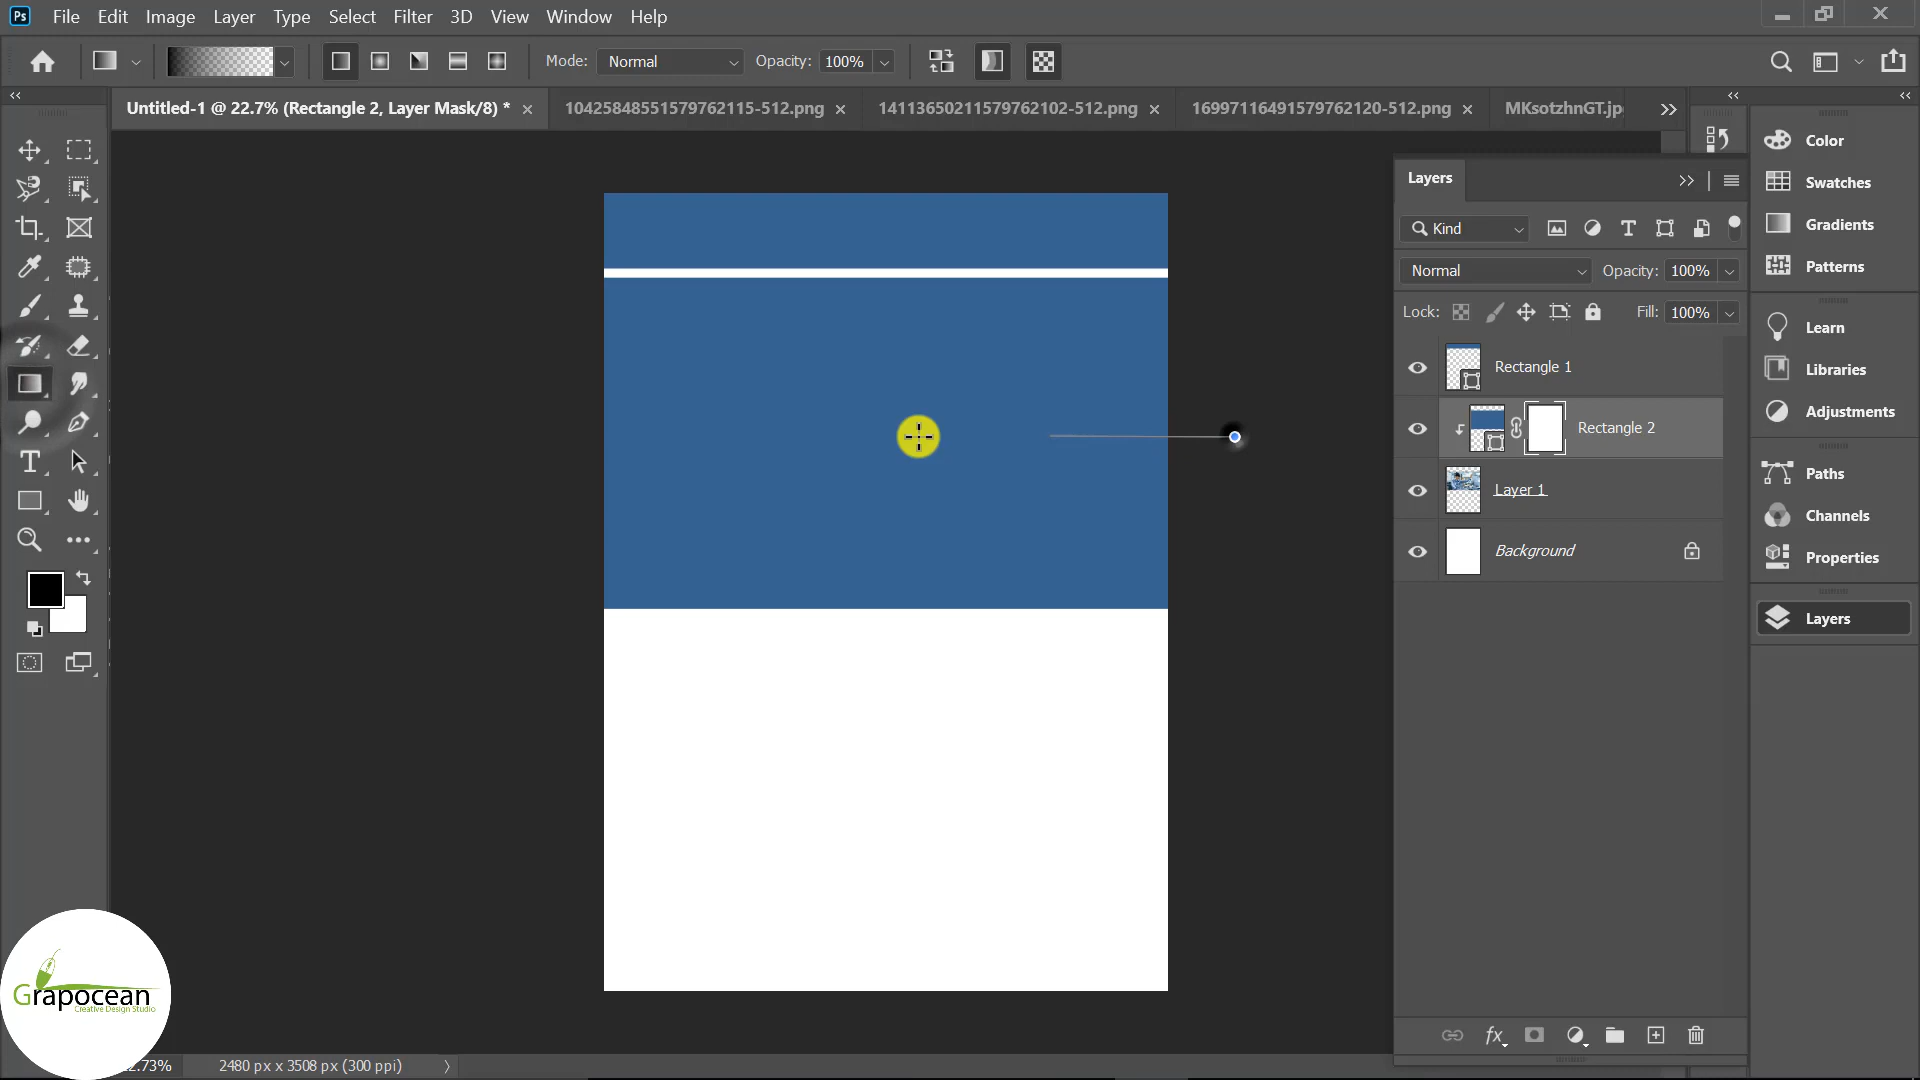 Ps File Edit Image Layer Type Select Filter 3D View Window Help
Mode: Normal Opacity: 100%
Untitled-1 @ 22.7% (Rectangle 2, Layer Mask/8) * 10425848551579762115-512.png 14113650211579762102-512.png 16997116491579762120-512.png MKsotzhnGT.jp
Layers
Kind
Normal Opacity: 100%
Lock: Fill: 100%
Rectangle 1
Rectangle 2
Layer 1
Background
fx
Color
Swatches
Gradients
Patterns
Learn
Libraries
Adjustments
Paths
Channels
Properties
Layers
Grapocean
Creative Design Studio
2.73% 2480 px x 3508 px (300 ppi)